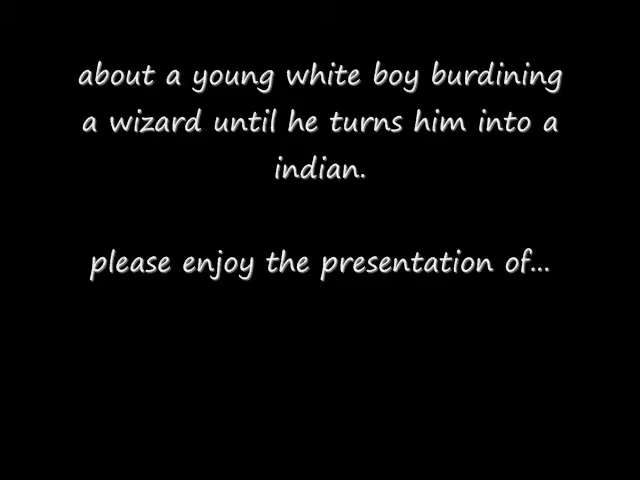 about a young white boy burdining
a wizard until he turns him into a
indian.
please enjoy the presentation of...